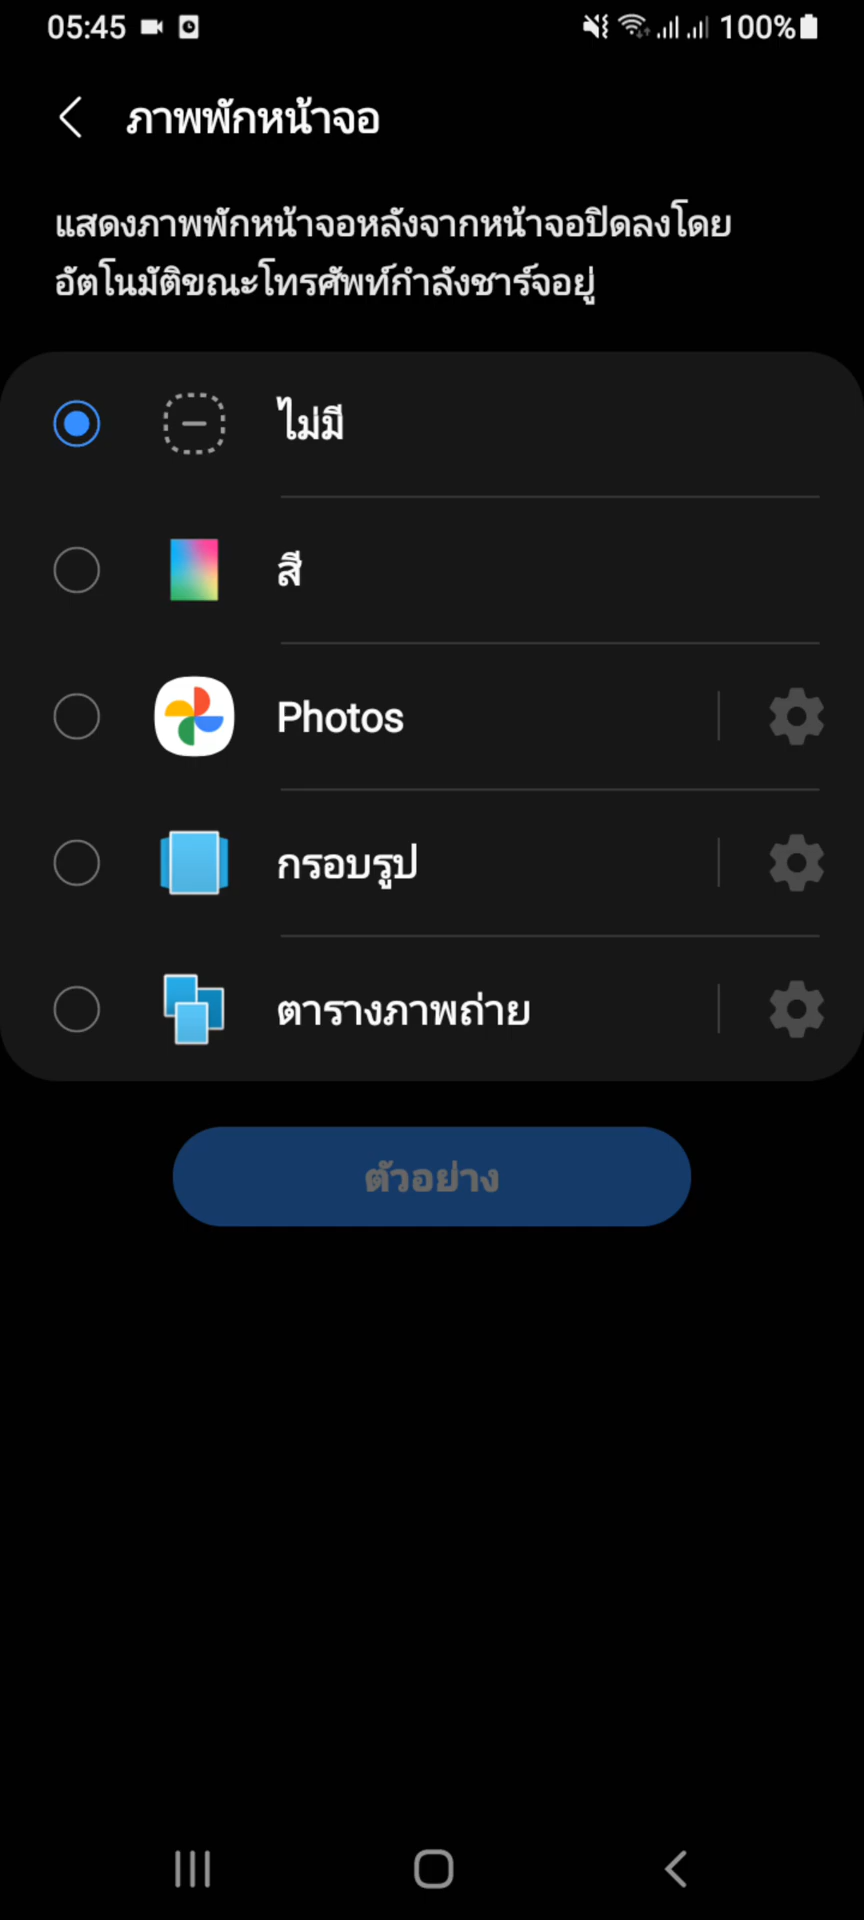 05:45
100%
ภาพพักหน้าจอ
แสดงภาพพักหน้าจอหลังจากหน้าจอปิดลงโดย
อัตโนมัติขณะโทรศัพท์กำลังชาร์จอยู่
ไม่มี
สี
Photos
กรอบรูป
ตารางภาพถ่าย
ตัวอย่าง